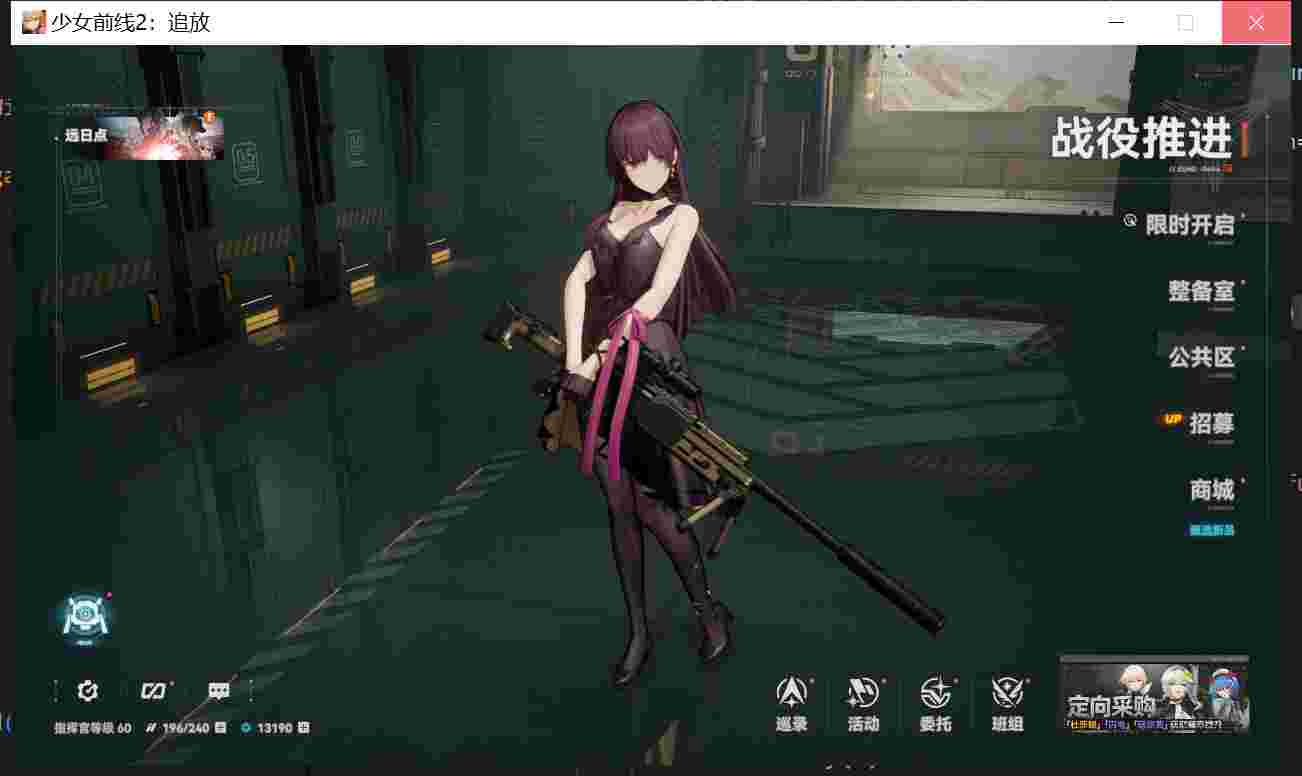 少女前线2：追放
远日点
战役推进
限时开启
整备室
公共区
UP 招募
商城
04
指挥官等级 60
196/240
13190
巡录
活动
委托
班组
定向采购